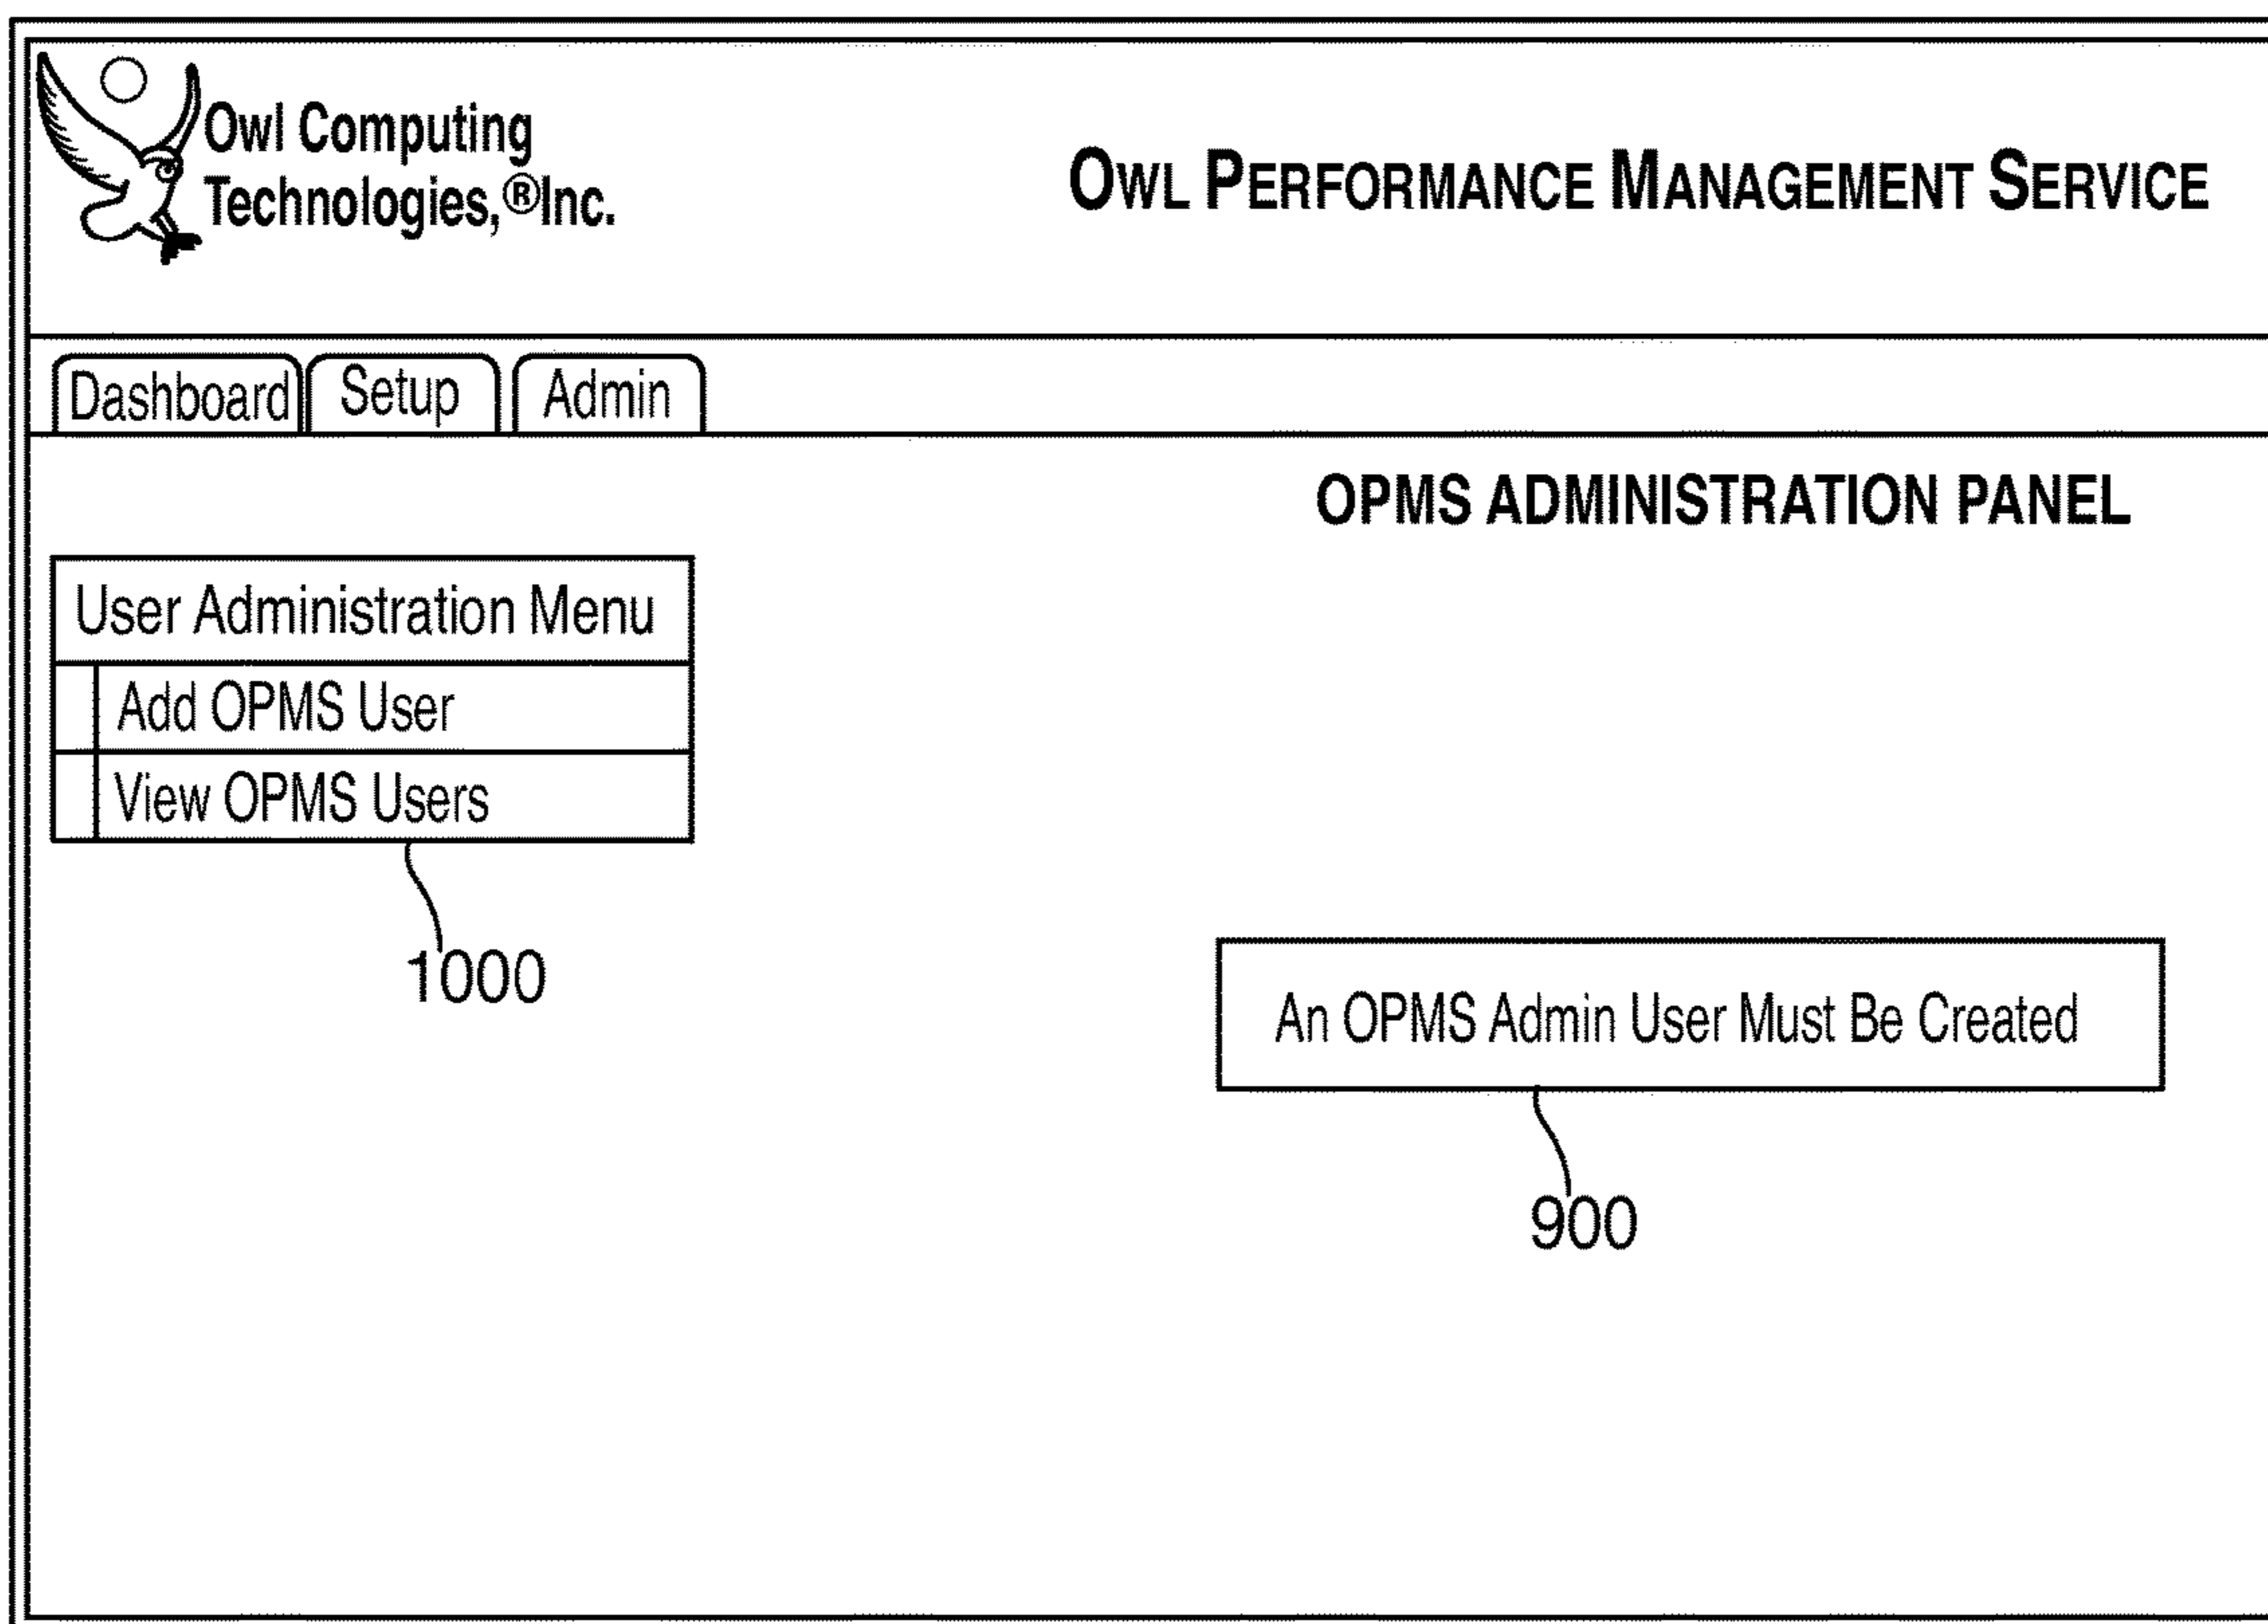 Owl Computing
Technologies,®Inc.
OWL PERFORMANCE MANAGEMENT SERVICE
Dashboard Setup Admin
OPMS ADMINISTRATION PANEL
User Administration Menu
Add OPMS User
View OPMS Users
1000
An OPMS Admin User Must Be Created
900